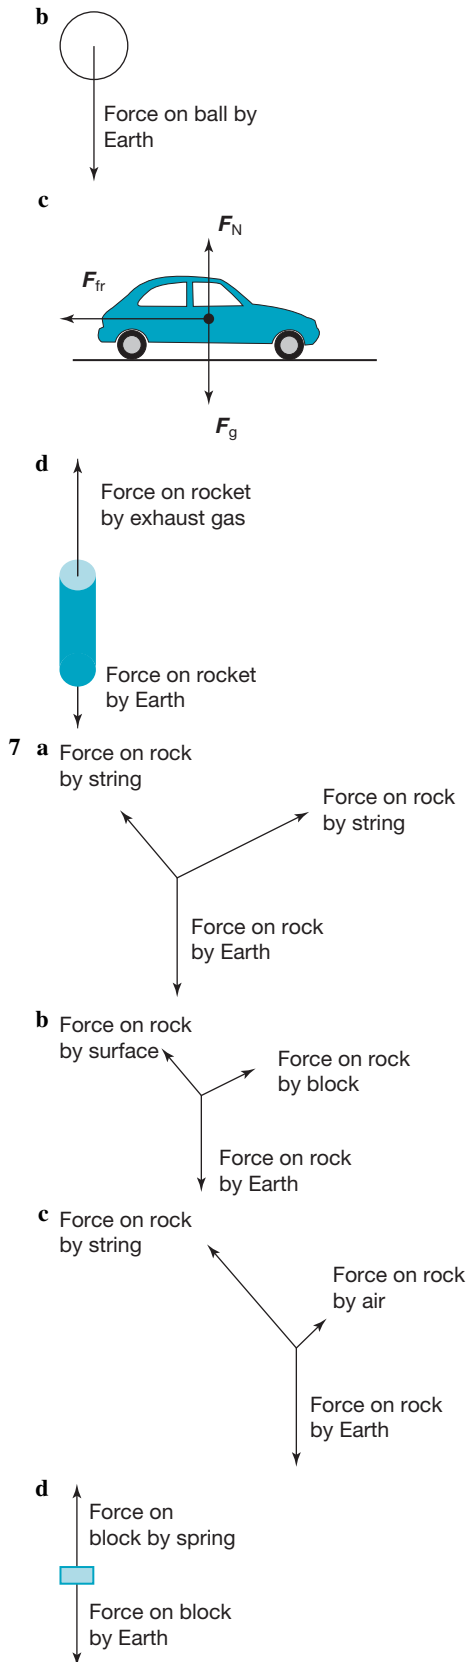 b
Force on ball by
Earth
c
F_N
F_fr
F_g
d
Force on rocket
by exhaust gas
Force on rocket
by Earth
7 a Force on rock
by string
Force on rock
by string
Force on rock
by Earth
b Force on rock
by surface
Force on rock
by block
Force on rock
by Earth
c Force on rock
by string
Force on rock
by air
Force on rock
by Earth
d
Force on
block by spring
Force on block
by Earth